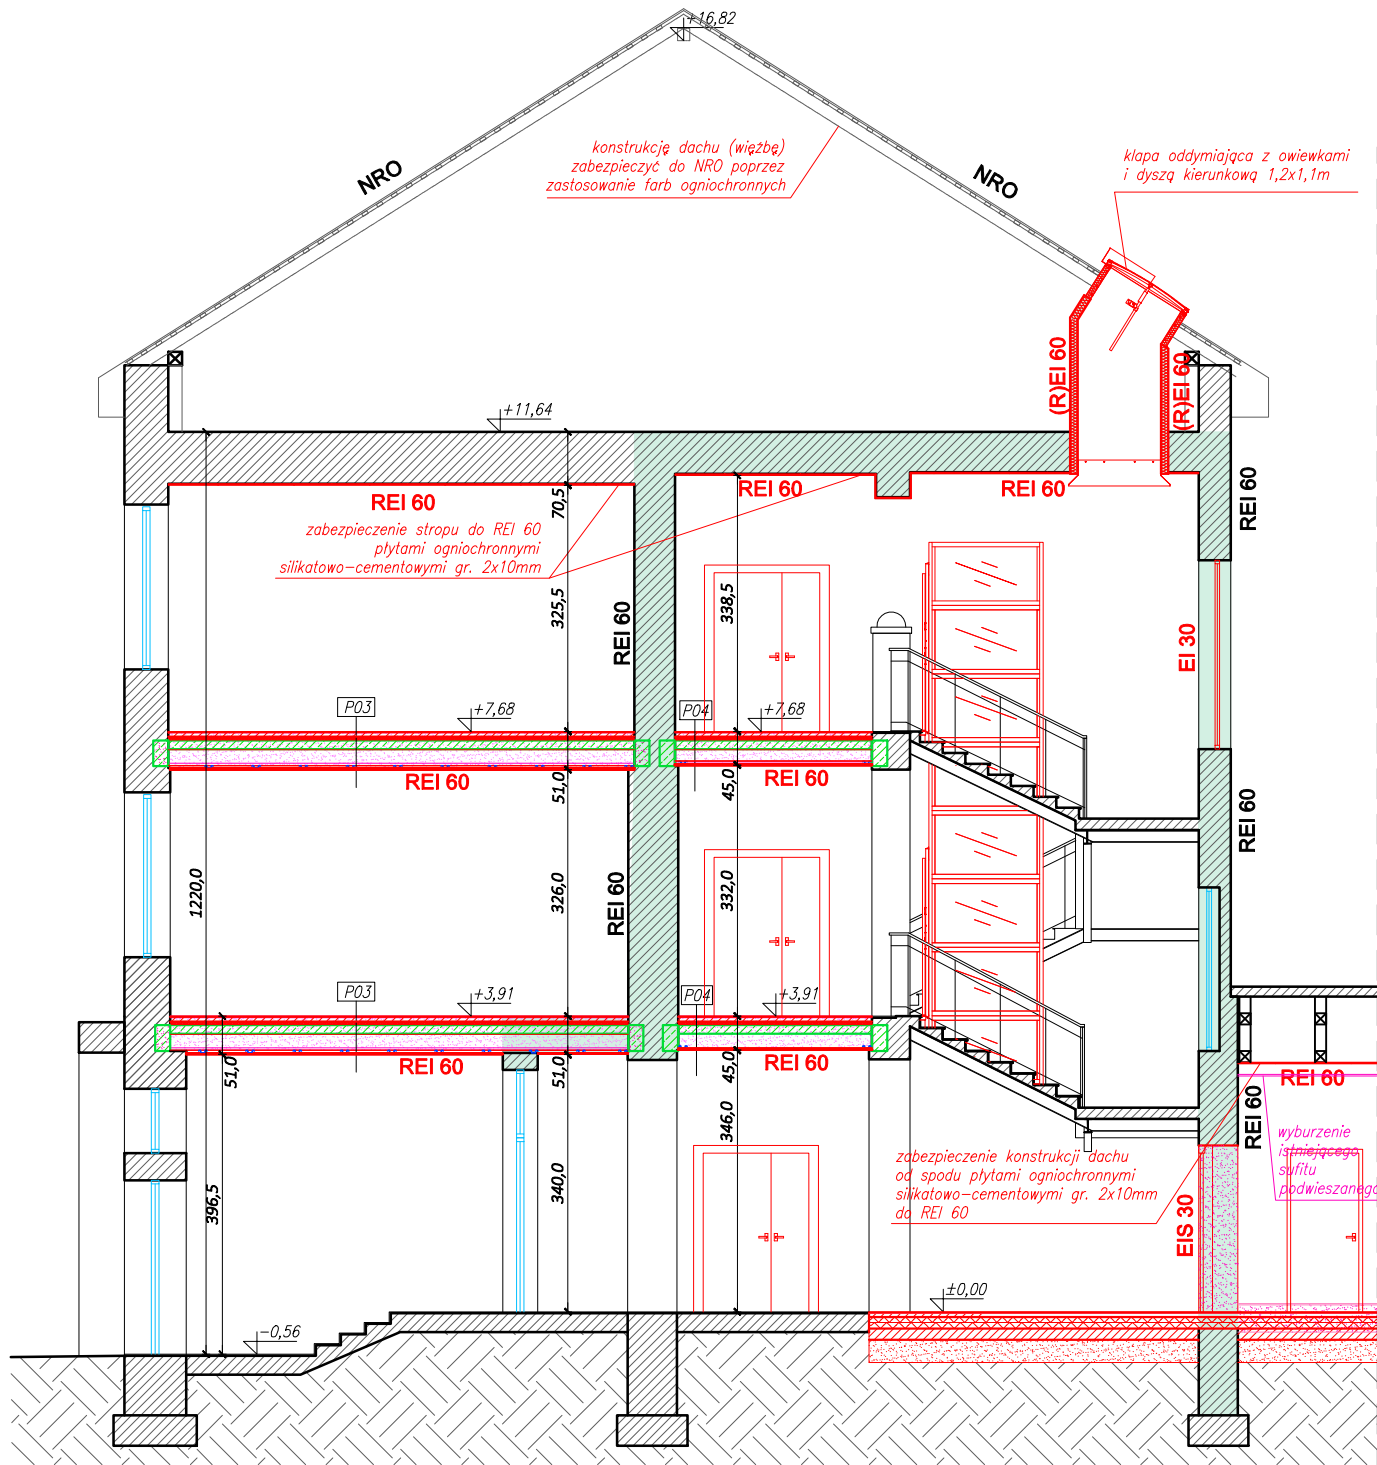 +16,82
NRO
konstrukcję dachu (więźbę)
zabezpieczyć do NRO poprzez
zastosowanie farb ogniochronnych
NRO
klapa oddymiająca z owiewkami
i dyszą kierunkową 1,2x1,1m
(R)EI 60
(R)EI 60
+11,64
REI 60
REI 60
REI 60
REI 60
70,5
zabezpieczenie stropu do REI 60
płytami ogniochronnymi
silikatowo-cementowymi gr. 2x10mm
325,5
338,5
REI 60
EI 30
P03
+7,68
P04
+7,68
REI 60
51,0
45,0
REI 60
REI 60
1220,0
326,0
REI 60
332,0
P03
+3,91
P04
+3,91
51,0
REI 60
51,0
45,0
REI 60
REI 60
REI 60
346,0
wyburzenie
istniejącego
sufitu
podwieszanego
zabezpieczenie konstrukcji dachu
od spodu płytami ogniochronnymi
silikatowo-cementowymi gr. 2x10mm
do REI 60
396,5
340,0
EIS 30
±0,00
-0,56